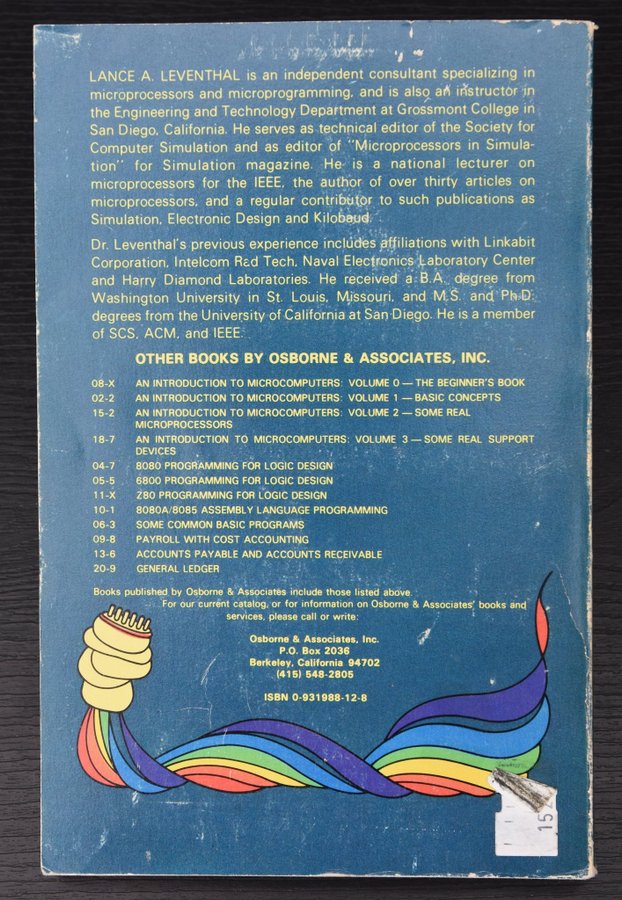 LANCE A. LEVENTHAL is an independent consultant specializing in
microprocessors and microprogramming, and is also an instructor in
the Engineering and Technology Department at Grossmont College in
San Diego, California. He serves as technical editor of the Society for
Computer Simulation and as editor of "Microprocessors in Simula-
tion" for Simulation magazine. He is a national lecturer on
microprocessors for the IEEE, the author of over thirty articles on
microprocessors, and a regular contributor to such publications as
Simulation, Electronic Design and Kilobaud.
Dr. Leventhal's previous experience includes affiliations with Linkabit
Corporation, Intelcom R&d Tech, Naval Electronics Laboratory Center
and Harry Diamond Laboratories. He received a B.A. degree from
Washington University in St. Louis, Missouri, and M.S. and Ph.D.
degrees from the University of California at San Diego. He is a member
of SCS, ACM, and IEEE.
OTHER BOOKS BY OSBORNE & ASSOCIATES, INC.
08-X AN INTRODUCTION TO MICROCOMPUTERS: VOLUME 0 — THE BEGINNER'S BOOK
02-2 AN INTRODUCTION TO MICROCOMPUTERS: VOLUME 1 — BASIC CONCEPTS
15-2 AN INTRODUCTION TO MICROCOMPUTERS: VOLUME 2 — SOME REAL
MICROPROCESSORS
18-7 AN INTRODUCTION TO MICROCOMPUTERS: VOLUME 3 — SOME REAL SUPPORT
DEVICES
04-7 8080 PROGRAMMING FOR LOGIC DESIGN
05-5 6800 PROGRAMMING FOR LOGIC DESIGN
11-X Z80 PROGRAMMING FOR LOGIC DESIGN
10-1 8080A/8085 ASSEMBLY LANGUAGE PROGRAMMING
06-3 SOME COMMON BASIC PROGRAMS
09-8 PAYROLL WITH COST ACCOUNTING
13-6 ACCOUNTS PAYABLE AND ACCOUNTS RECEIVABLE
20-9 GENERAL LEDGER
Books published by Osborne & Associates include those listed above.
For our current catalog, or for information on Osborne & Associates' books and
services, please call or write:
Osborne & Associates, Inc.
P.O. Box 2036
Berkeley, California 94702
(415) 548-2805
ISBN 0-931988-12-8